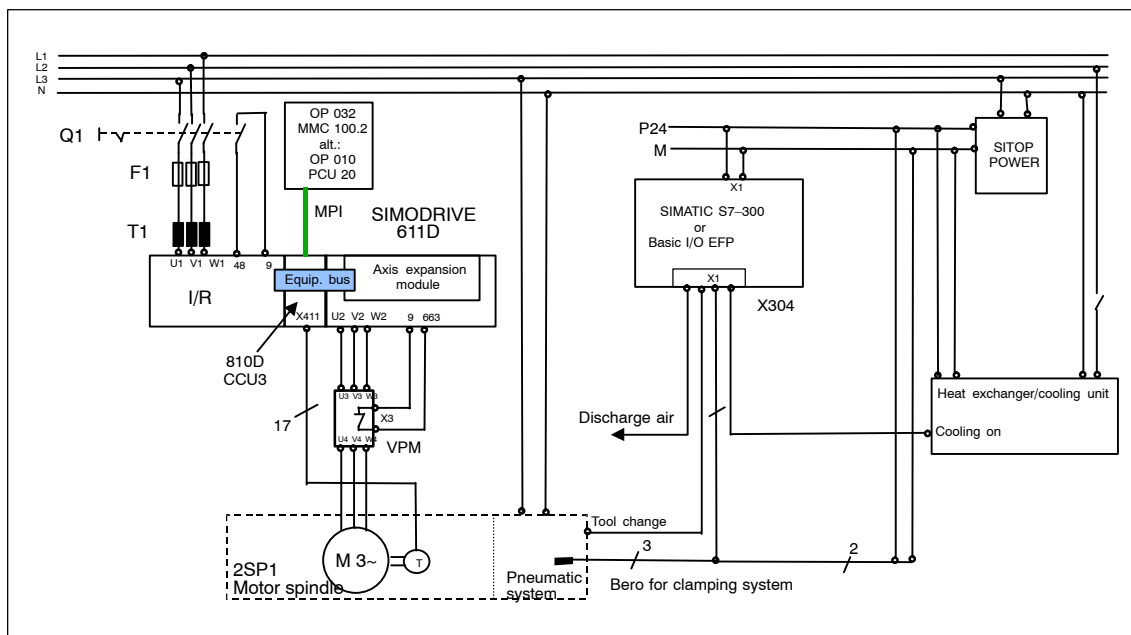 L1
L2
L3
N
Q1
F1
T1
OP 032
MMC 100.2
alt.:
OP 010
PCU 20
MPI
SIMODRIVE
611D
U1 V1 W1 48 9
I/R
Equip. bus
Axis expansion
module
X411 U2 V2 W2 9 663
810D
CCU3
17
U3 V3 W3
X3
U4 V4 W4
VPM
2SP1
Motor spindle
M 3~
T
Pneumatic
system
P24
M
SITOP
POWER
X1
SIMATIC S7–300
or
Basic I/O EFP
X1
X304
Discharge air
Heat exchanger/cooling unit
Cooling on
Tool change
3
2
Bero for clamping system